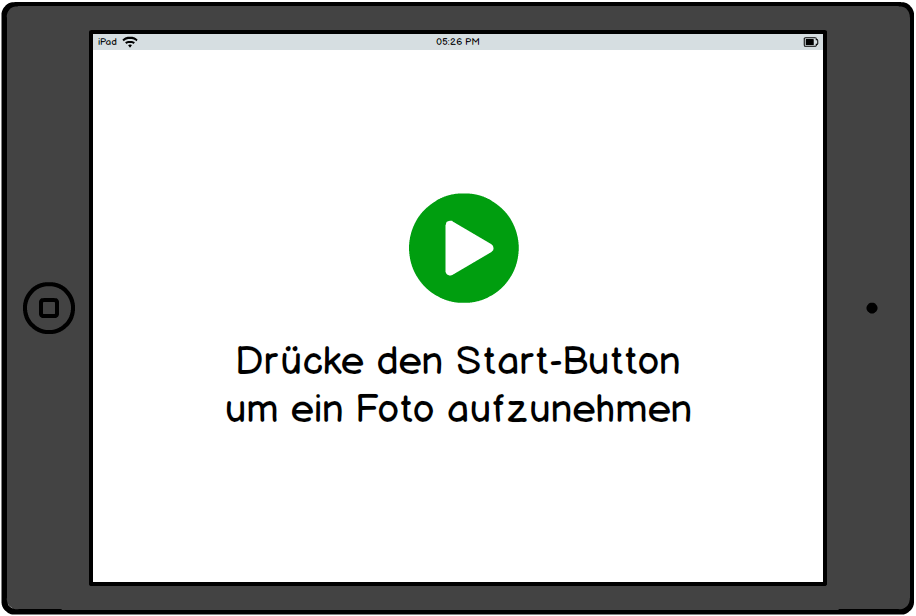 iPad 05:26 PM
Drücke den Start-Button
um ein Foto aufzunehmen